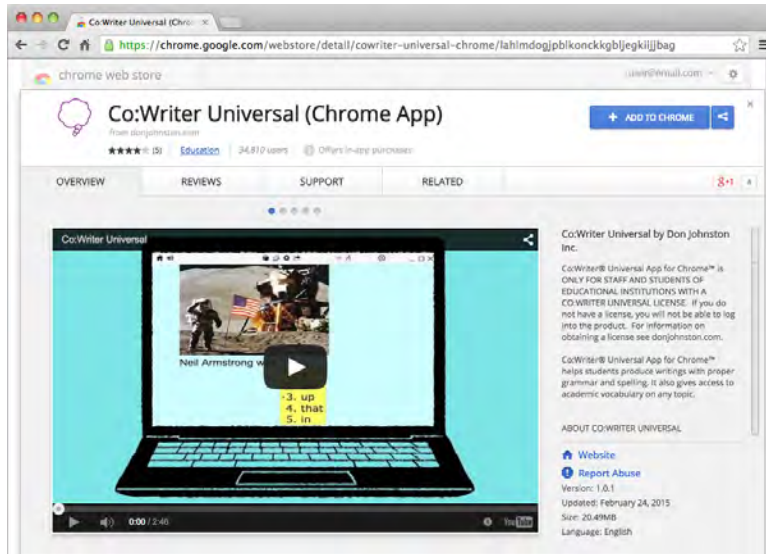 Co:Writer Universal (Chro
https://chrome.google.com/webstore/detail/cowriter-universal-chrome/lahlmdogjpblkonckkgbljegkiijjbag
chrome web store
user@email.com
Co:Writer Universal (Chrome App)
from donjohnston.com
(5) Education 34,810 users Offers in-app purchases
+ ADD TO CHROME
OVERVIEW REVIEWS SUPPORT RELATED
g+1
Co:Writer Universal
Neil Armstrong w
3. up
4. that
5. in
0:00 / 2:46
YouTube
Co:Writer Universal by Don Johnston
Inc.
Co:Writer® Universal App for Chrome™ is
ONLY FOR STAFF AND STUDENTS OF
EDUCATIONAL INSTITUTIONS WITH A
CO:WRITER UNIVERSAL LICENSE. If you do
not have a license, you will not be able to log
into the product. For information on
obtaining a license see donjohnston.com.
Co:Writer® Universal App for Chrome™
helps students produce writings with proper
grammar and spelling. It also gives access to
academic vocabulary on any topic.
ABOUT CO:WRITER UNIVERSAL
Website
Report Abuse
Version: 1.0.1
Updated: February 24, 2015
Size: 20.49MB
Language: English